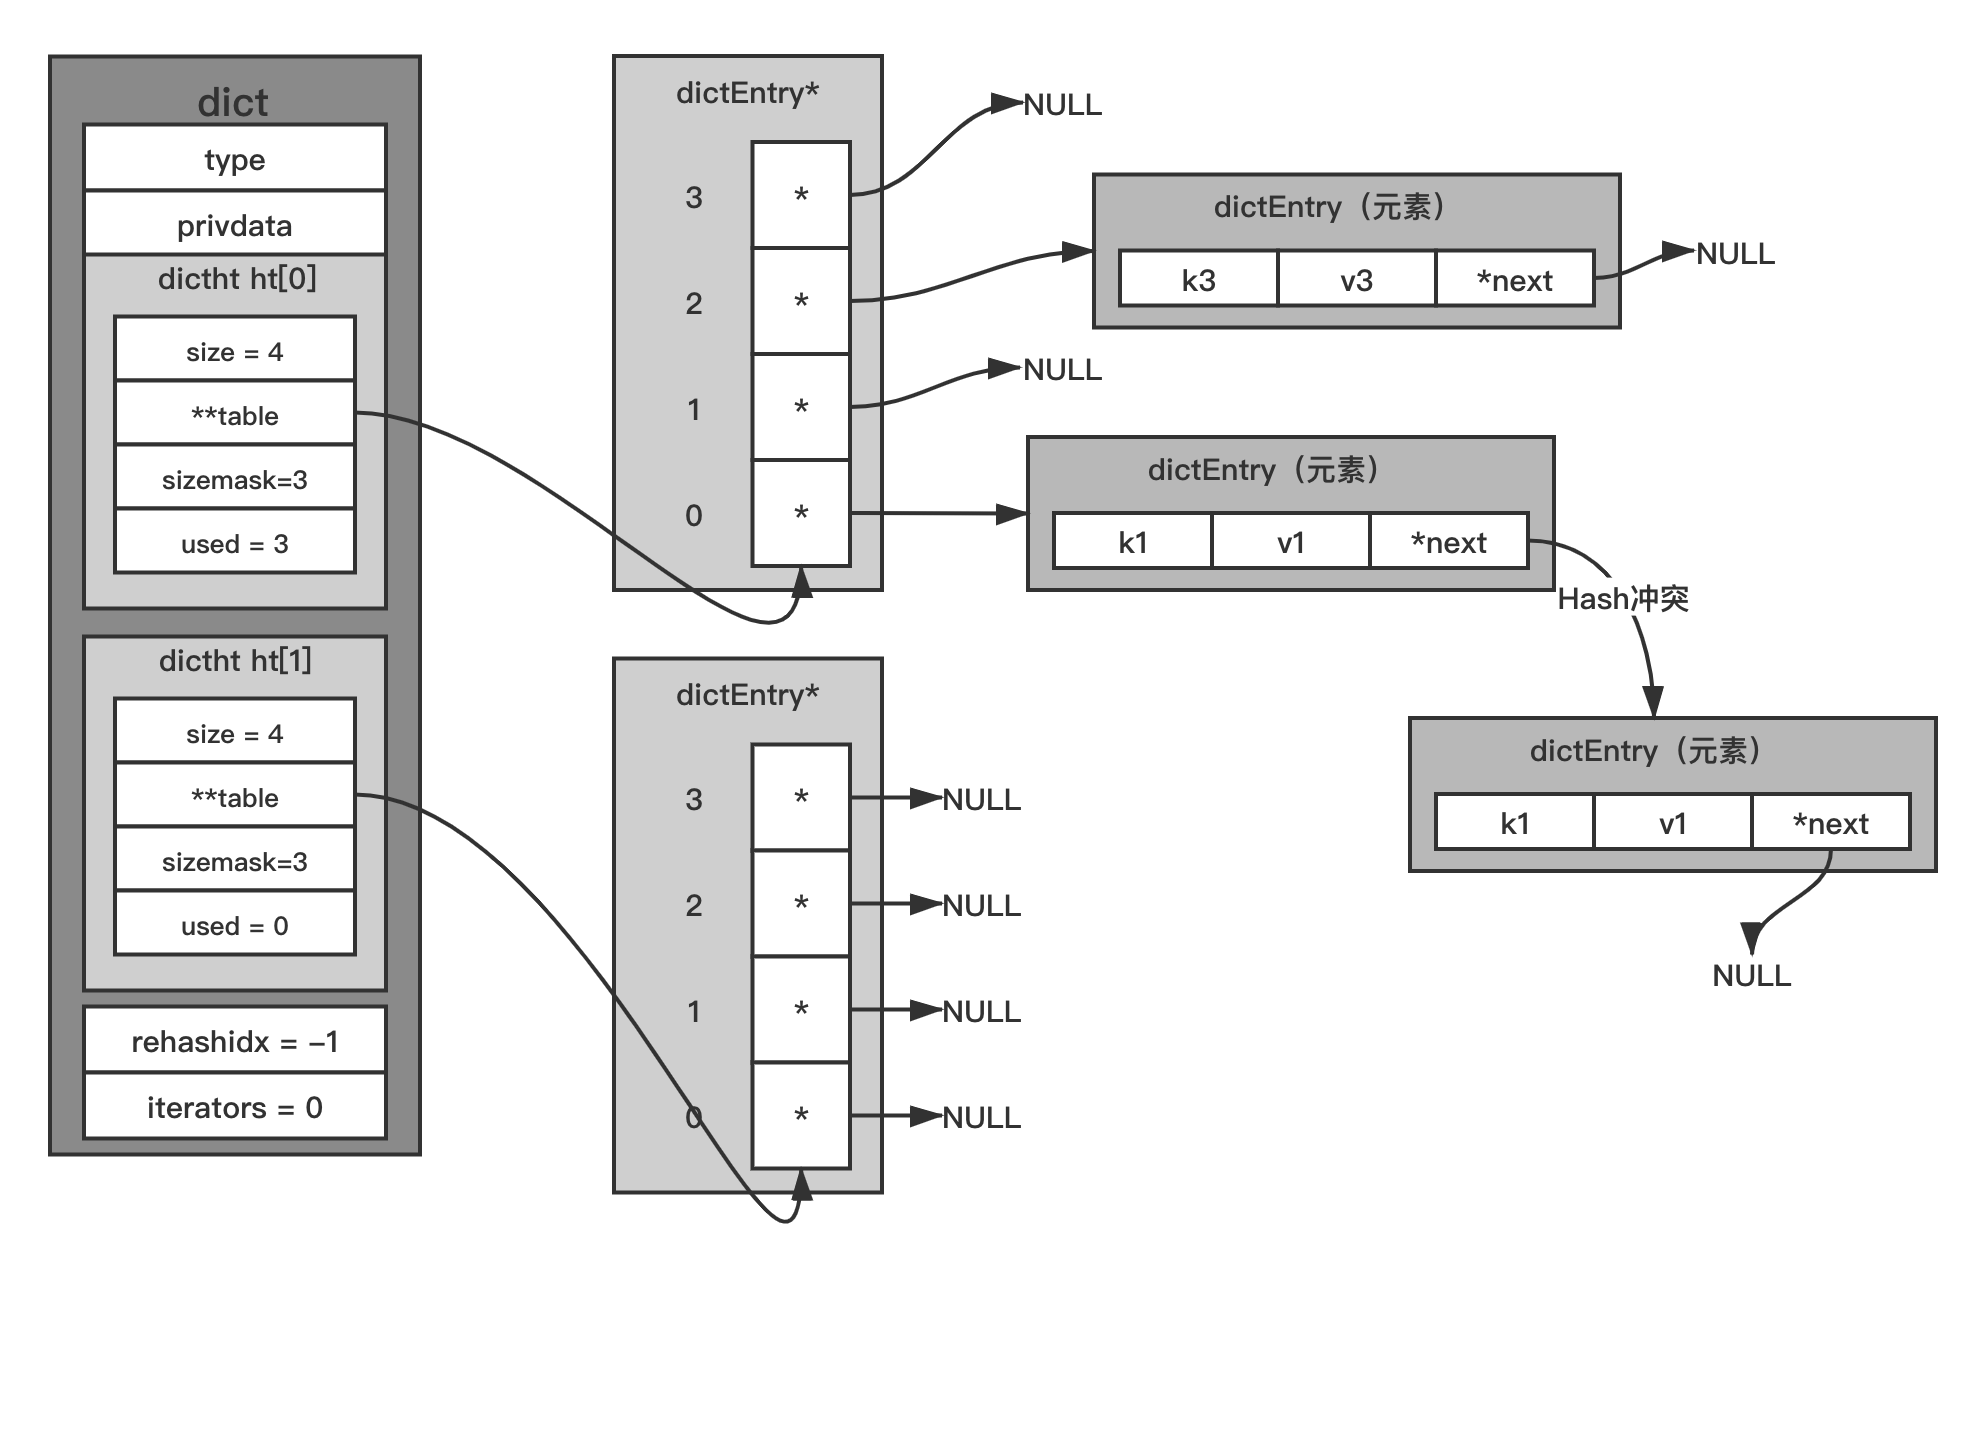 dict
type
privdata
dictht ht[0]
size = 4
**table
sizemask=3
used = 3
dictht ht[1]
size = 4
**table
sizemask=3
used = 0
rehashidx = -1
iterators = 0
dictEntry*
3 *
2 *
1 *
0 *
NULL
dictEntry（元素）
k3 v3 *next
NULL
NULL
dictEntry（元素）
k1 v1 *next
Hash冲突
dictEntry（元素）
k1 v1 *next
NULL
dictEntry*
3 * NULL
2 * NULL
1 * NULL
0 * NULL